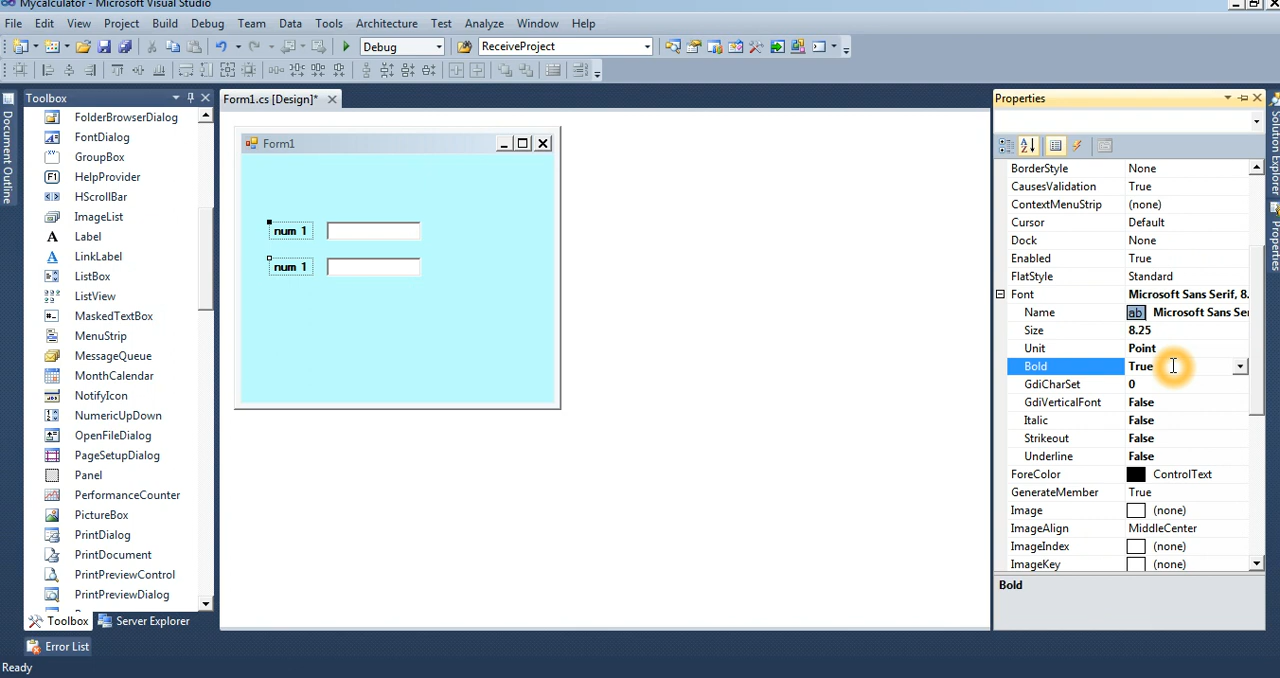 Mycalculator - Microsoft Visual Studio
File Edit View Project Build Debug Team Data Tools Architecture Test Analyze Window Help
Debug ReceiveProject
Document Outline
Toolbox
FolderBrowserDialog
FontDialog
GroupBox
HelpProvider
HScrollBar
ImageList
A Label
A LinkLabel
ListBox
ListView
MaskedTextBox
MenuStrip
MessageQueue
MonthCalendar
NotifyIcon
NumericUpDown
OpenFileDialog
PageSetupDialog
Panel
PerformanceCounter
PictureBox
PrintDialog
PrintDocument
PrintPreviewControl
PrintPreviewDialog
Toolbox Server Explorer
Error List
Ready
Form1.cs [Design]*
Form1
num 1
num 1
Properties
BorderStyle None
CausesValidation True
ContextMenuStrip (none)
Cursor Default
Dock None
Enabled True
FlatStyle Standard
Font Microsoft Sans Serif, 8.
Name ab Microsoft Sans Ser
Size 8.25
Unit Point
Bold True
GdiCharSet 0
GdiVerticalFont False
Italic False
Strikeout False
Underline False
ForeColor ControlText
GenerateMember True
Image (none)
ImageAlign MiddleCenter
ImageIndex (none)
ImageKey (none)
Bold
Solution Explorer
Properties